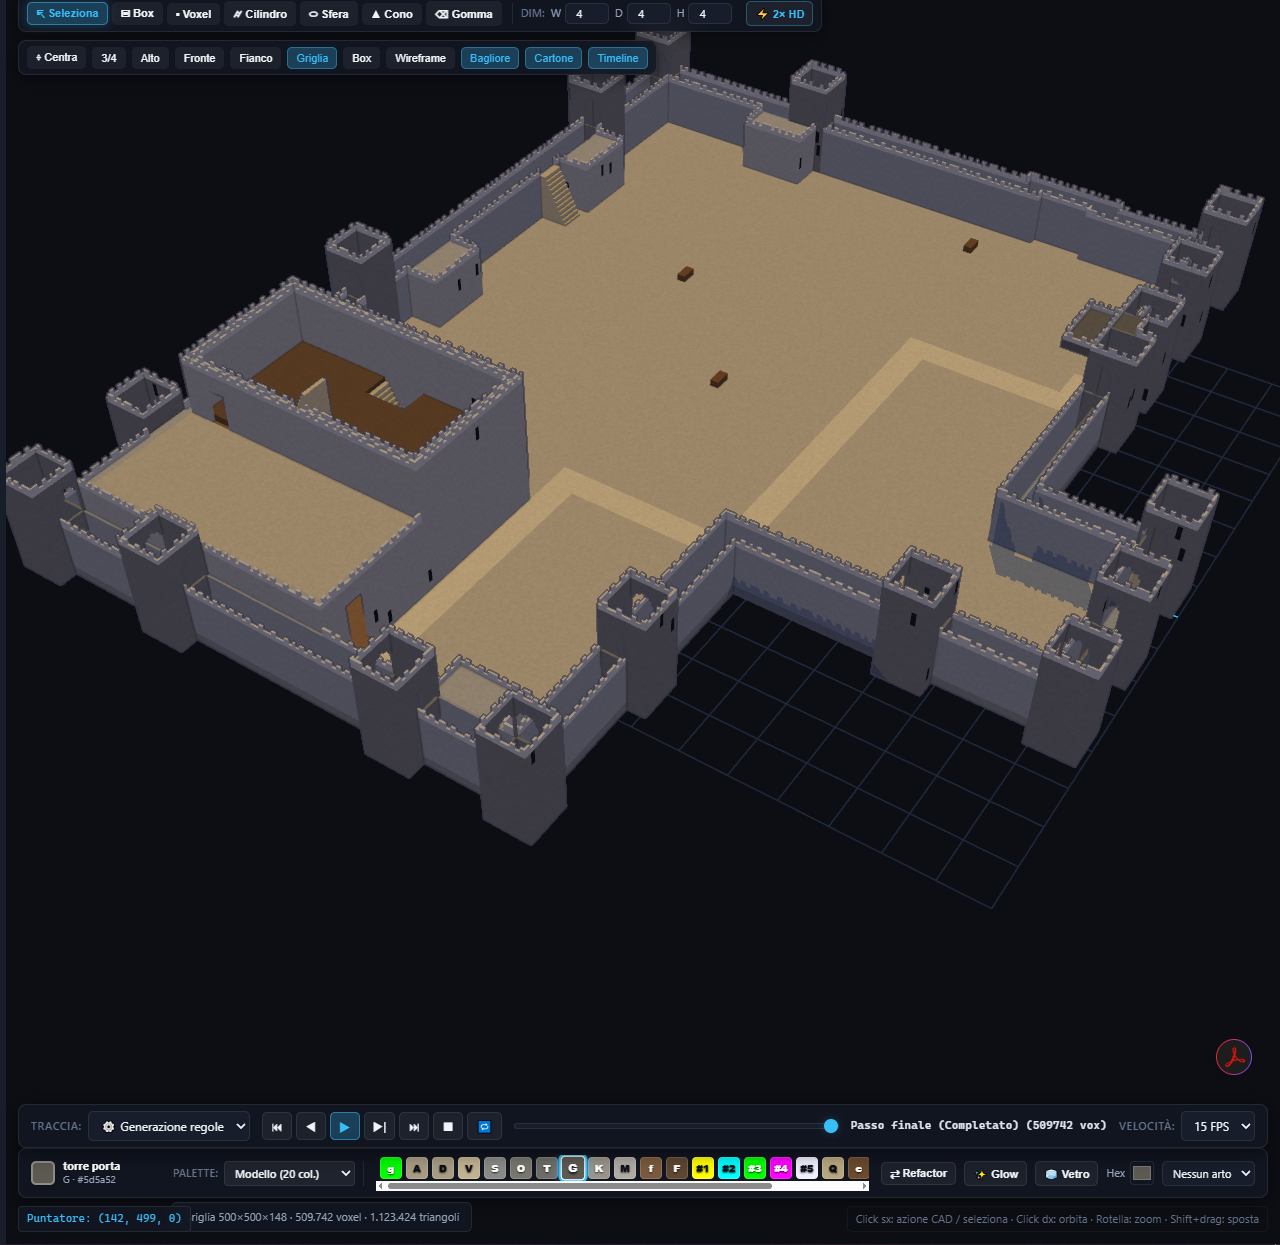 Seleziona Box Voxel Cilindro Sfera Cono Gomma DIM: W 4 D 4 H 4 2× HD
Centra 3/4 Alto Fronte Fianco Griglia Box Wireframe Bagliore Cartone Timeline
TRACCIA: Generazione regole Passo finale (Completato) (509742 vox) VELOCITÀ: 15 FPS
torre porta
G · #5d5a52
PALETTE: Modello (20 col.) g A D V S O T G K M f F #1 #2 #3 #4 #5 Q c Refactor Glow Vetro Hex Nessun arto
Puntatore: (142, 499, 0) riglia 500×500×148 · 509.742 voxel · 1.123.424 triangoli
Click sx: azione CAD / seleziona · Click dx: orbita · Rotella: zoom · Shift+drag: sposta